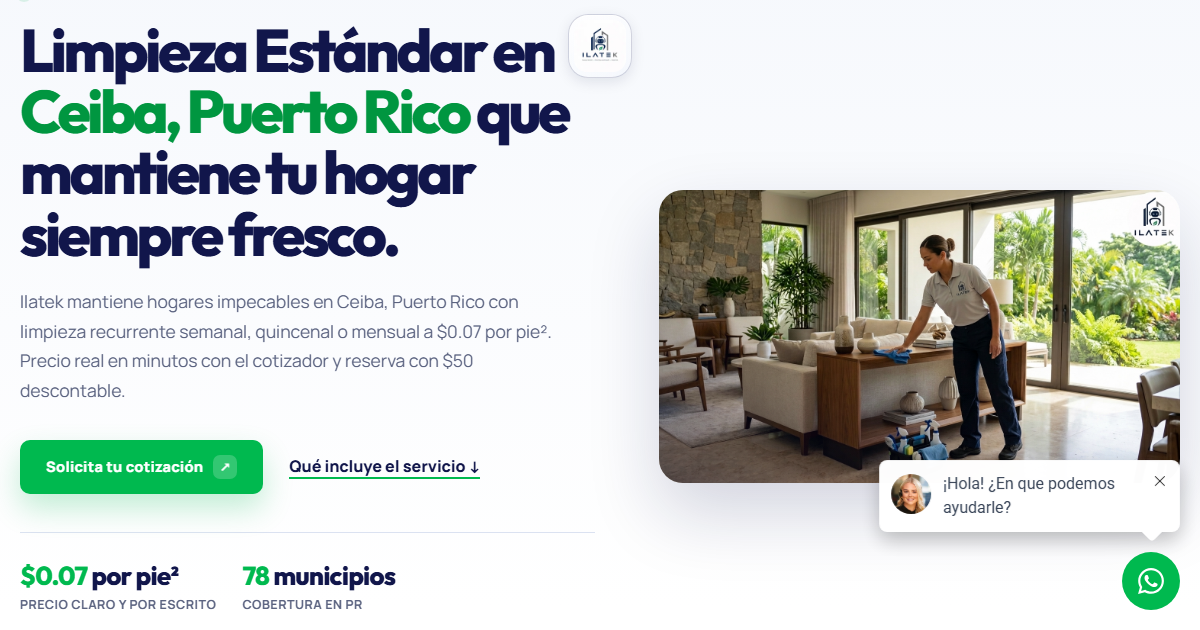 Limpieza Estándar en
ILATEK
Ceiba, Puerto Rico que
mantiene tu hogar
siempre fresco.
Ilatek mantiene hogares impecables en Ceiba, Puerto Rico con
limpieza recurrente semanal, quincenal o mensual a $0.07 por pie².
Precio real en minutos con el cotizador y reserva con $50
descontable.
Solicita tu cotización ↗
Qué incluye el servicio ↓
ILATEK
ILATEK
¡Hola! ¿En que podemos
ayudarle?
$0.07 por pie²
78 municipios
PRECIO CLARO Y POR ESCRITO
COBERTURA EN PR